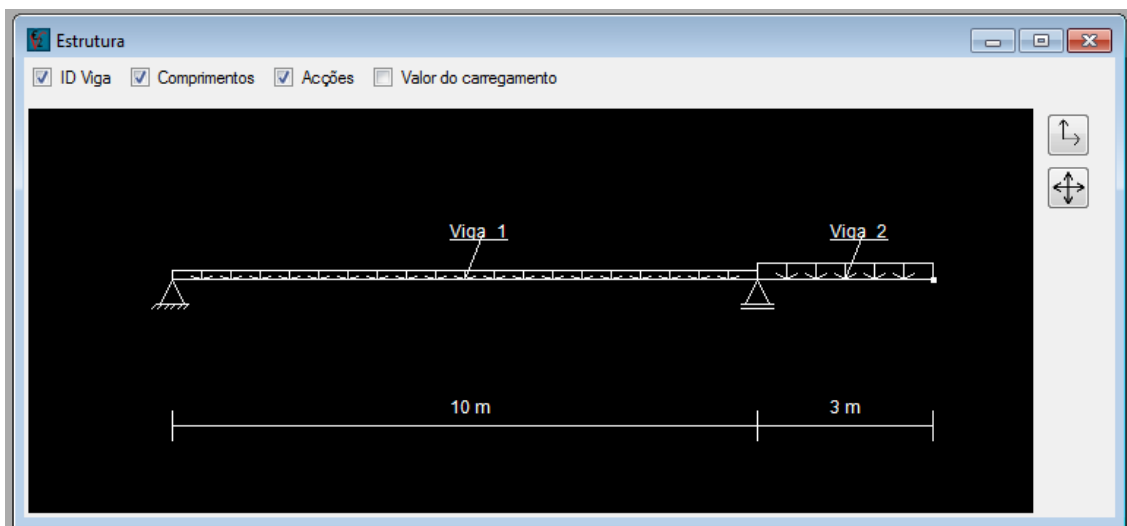 Estrutura
ID Viga Comprimentos Acções Valor do carregamento
Viga 1 Viga 2
10 m 3 m